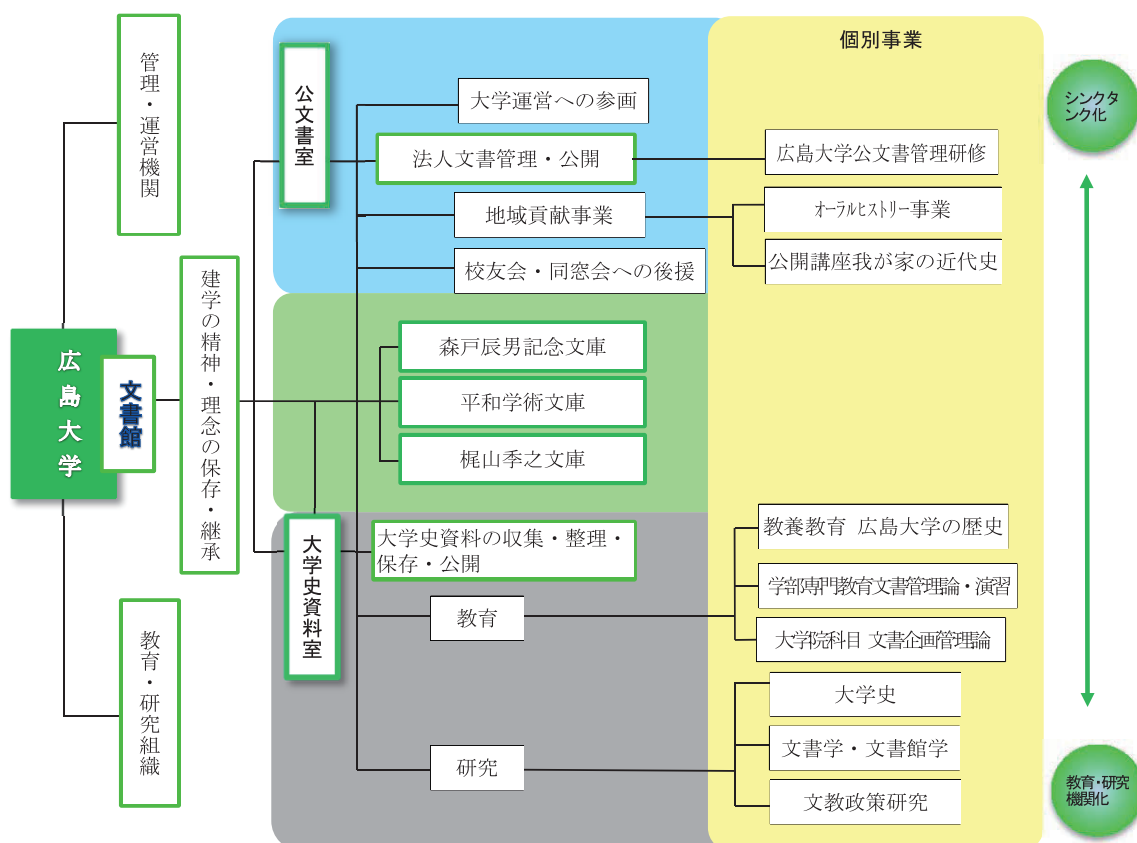 個別事業
シンクタ
ンク化
管理・運営機関
公文書室
大学運営への参画
法人文書管理・公開
広島大学公文書管理研修
地域貢献事業
オーラルヒストリー事業
校友会・同窓会への後援
公開講座我が家の近代史
広島大学
文書館
建学の精神・理念の保存・継承
森戸辰男記念文庫
平和学術文庫
梶山季之文庫
大学史資料室
大学史資料の収集・整理・
保存・公開
教養教育 広島大学の歴史
学部専門教育文書管理論・演習
教育
大学院科目 文書企画管理論
教育・研究組織
大学史
研究
文書学・文書館学
文教政策研究
教育・研究
機関化